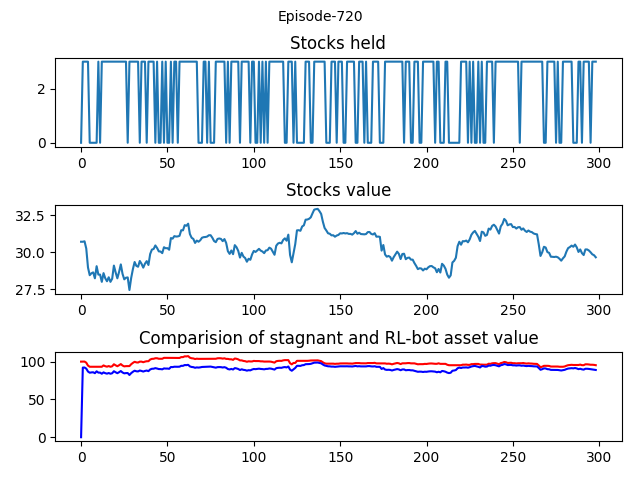 Episode-720
Stocks held
2
0
0 50 100 150 200 250 300
Stocks value
32.5
30.0
27.5
0 50 100 150 200 250 300
Comparision of stagnant and RL-bot asset value
100
50
0
0 50 100 150 200 250 300